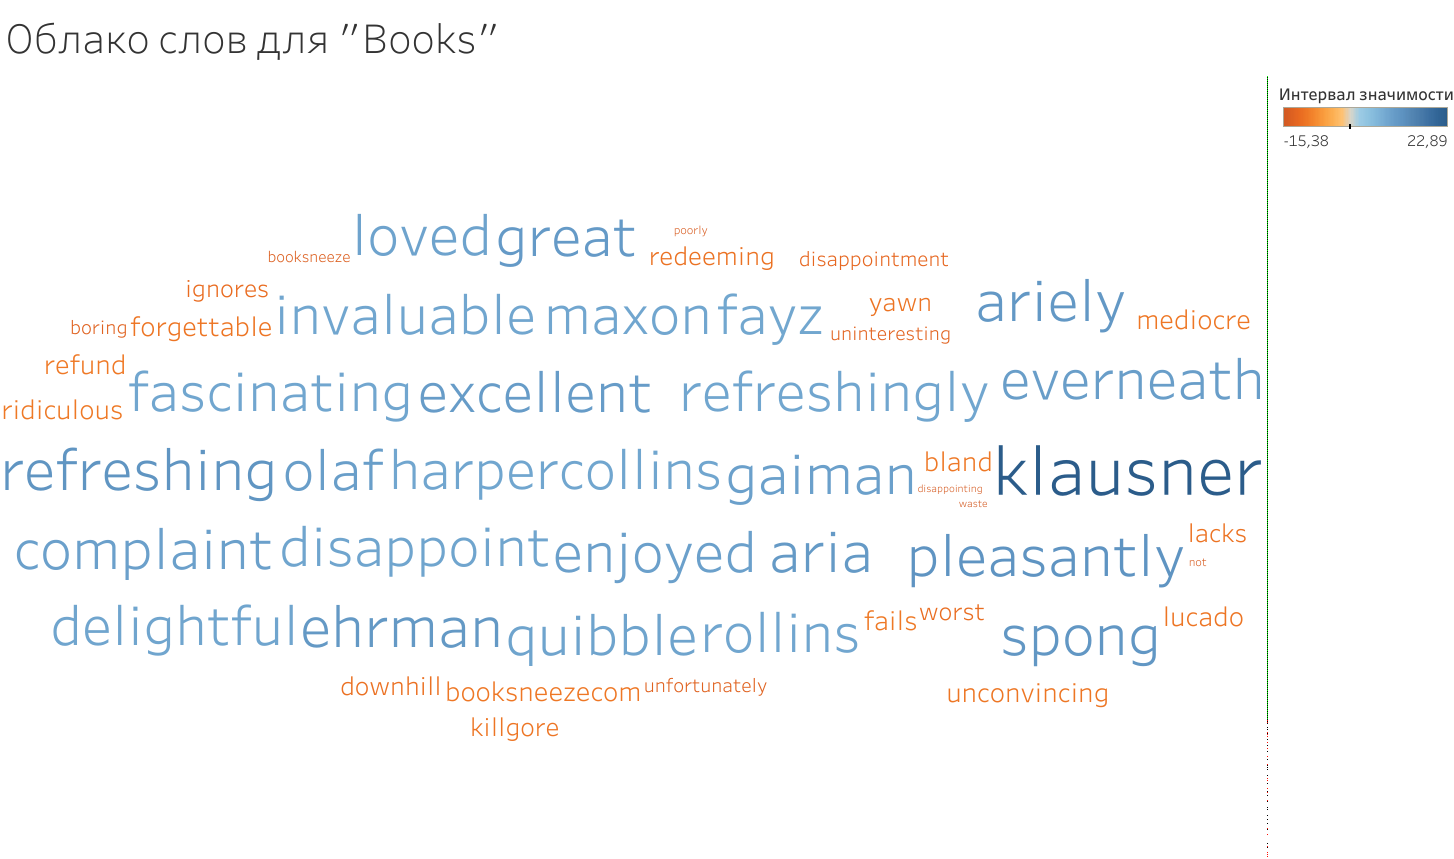 Облако слов для "Books"
Интервал значимости
-15,38 22,89
loved great poorly
booksneeze redeeming disappointment
ignores invaluable maxon fayz yawn ariely
boring forgettable uninteresting mediocre
refund fascinating excellent refreshingly everneath
ridiculous
refreshing olaf harpercollins gaiman bland klausner
disappointing
waste
complaint disappoint enjoyed aria pleasantly lacks
not
delightful ehrman quibble rollins fails worst spong lucado
downhill booksneezecom unfortunately unconvincing
killgore